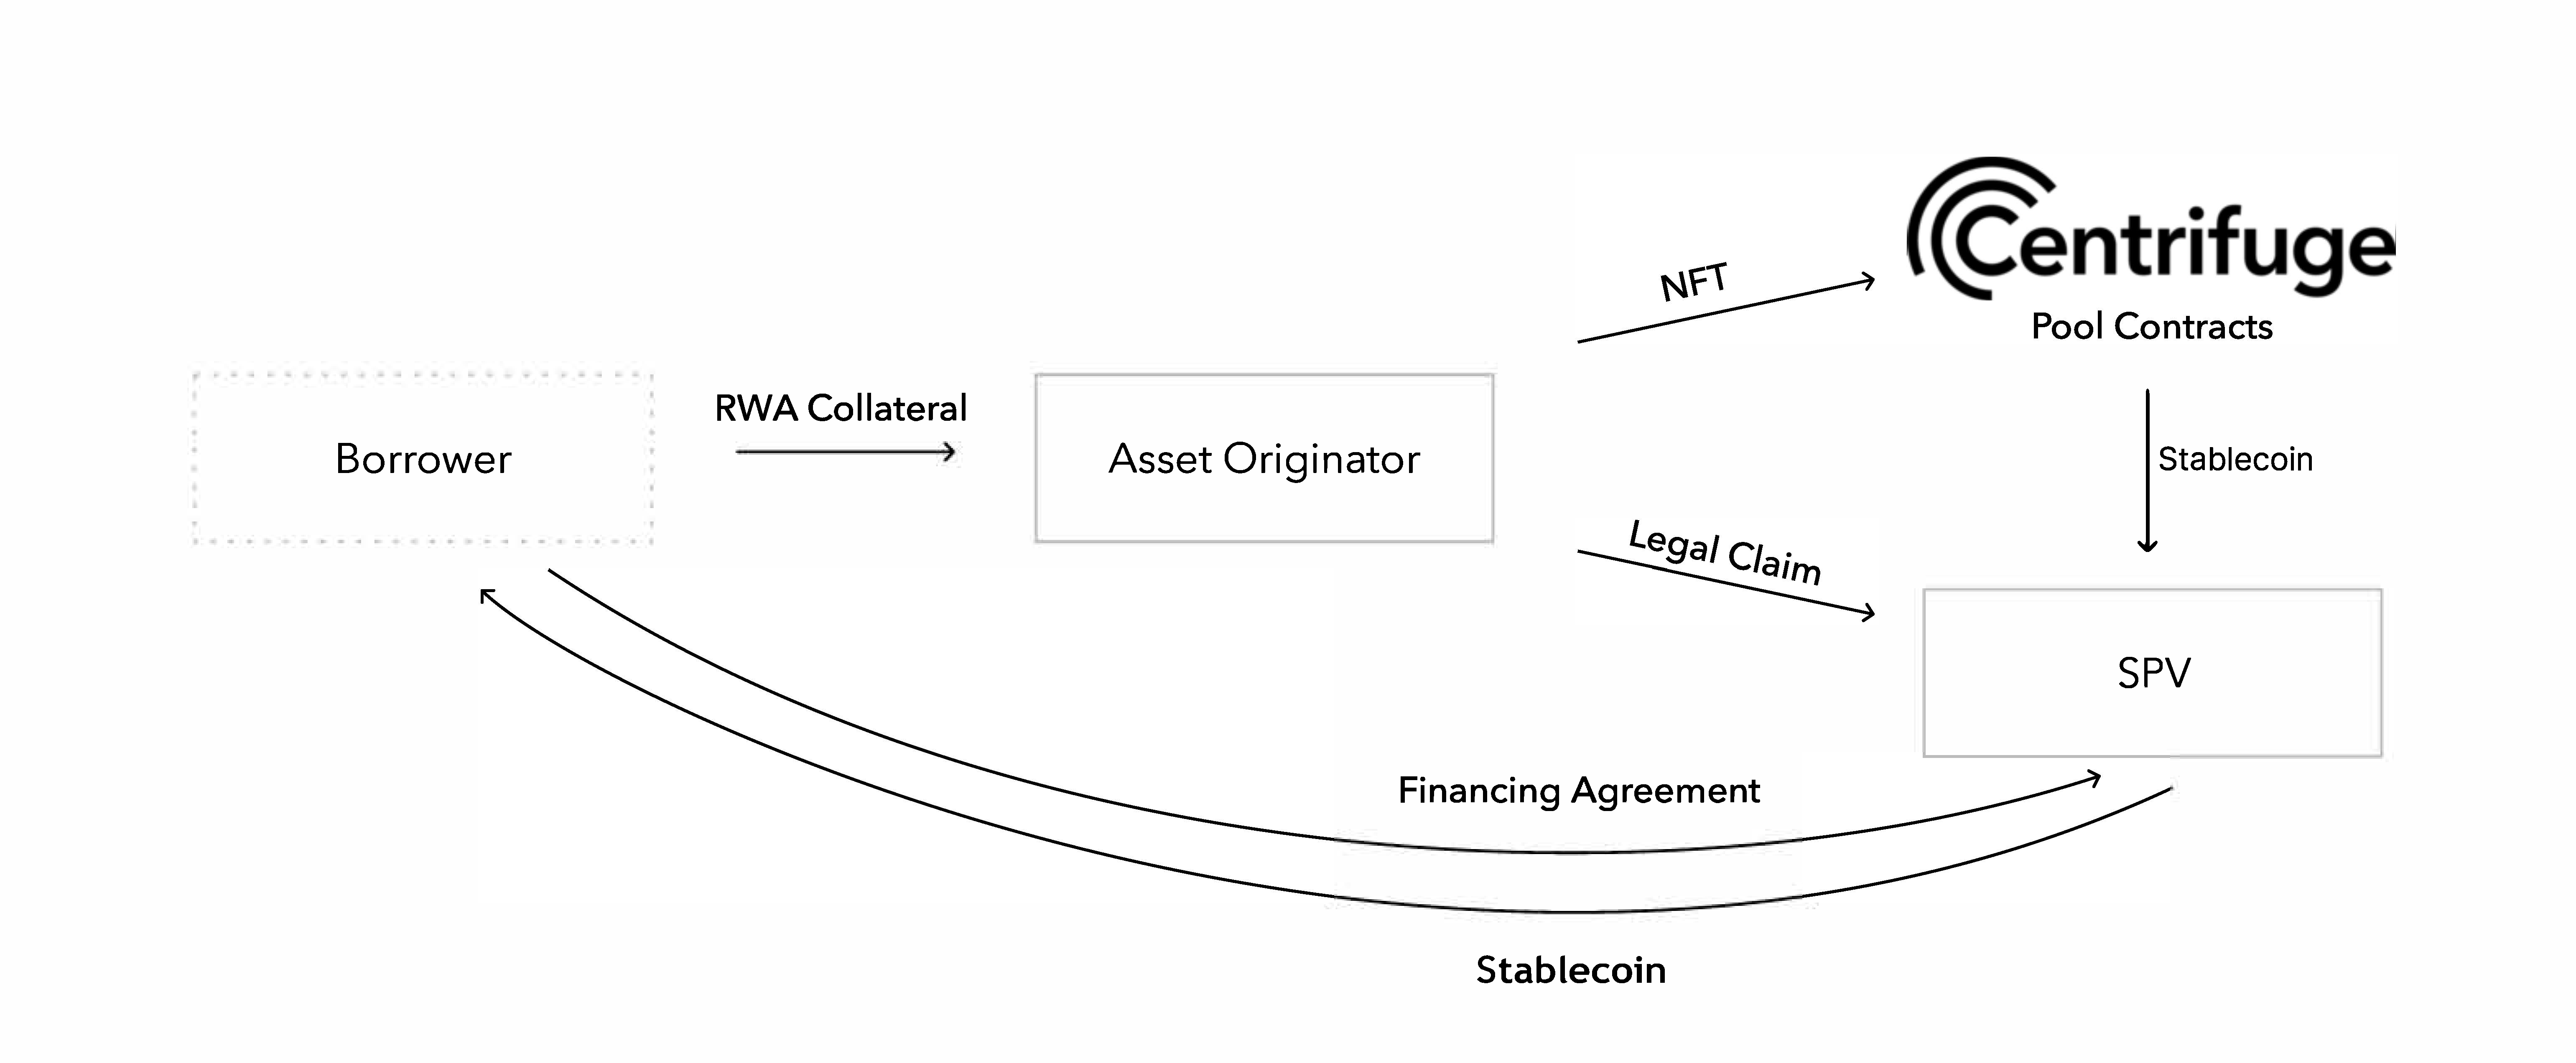 Centrifuge
NFT
Pool Contracts
RWA Collateral
Borrower
Asset Originator
Stablecoin
Legal Claim
SPV
Financing Agreement
Stablecoin